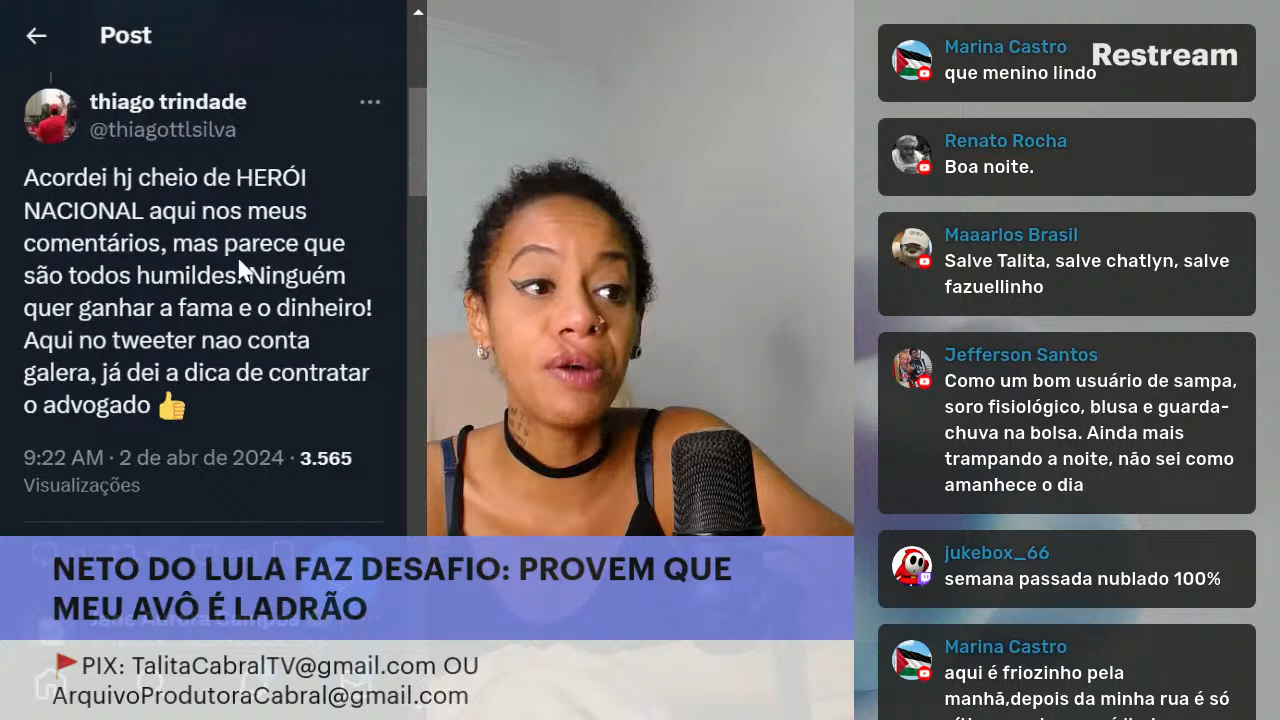 Post
thiago trindade
@thiagottlsilva
Acordei hj cheio de HERÓI
NACIONAL aqui nos meus
comentários, mas parece que
são todos humildes! Ninguém
quer ganhar a fama e o dinheiro!
Aqui no tweeter nao conta
galera, já dei a dica de contratar
o advogado 👍
9:22 AM · 2 de abr de 2024 · 3.565
Visualizações
NETO DO LULA FAZ DESAFIO: PROVEM QUE
MEU AVÔ É LADRÃO
🚩PIX: TalitaCabralTV@gmail.com OU
ArquivoProdutoraCabral@gmail.com
Restream
Marina Castro
que menino lindo
Renato Rocha
Boa noite.
Maaarlos Brasil
Salve Talita, salve chatlyn, salve
fazuellinho
Jefferson Santos
Como um bom usuário de sampa,
soro fisiológico, blusa e guarda-
chuva na bolsa. Ainda mais
trampando a noite, não sei como
amanhece o dia
jukebox_66
semana passada nublado 100%
Marina Castro
aqui é friozinho pela
manhã,depois da minha rua é só